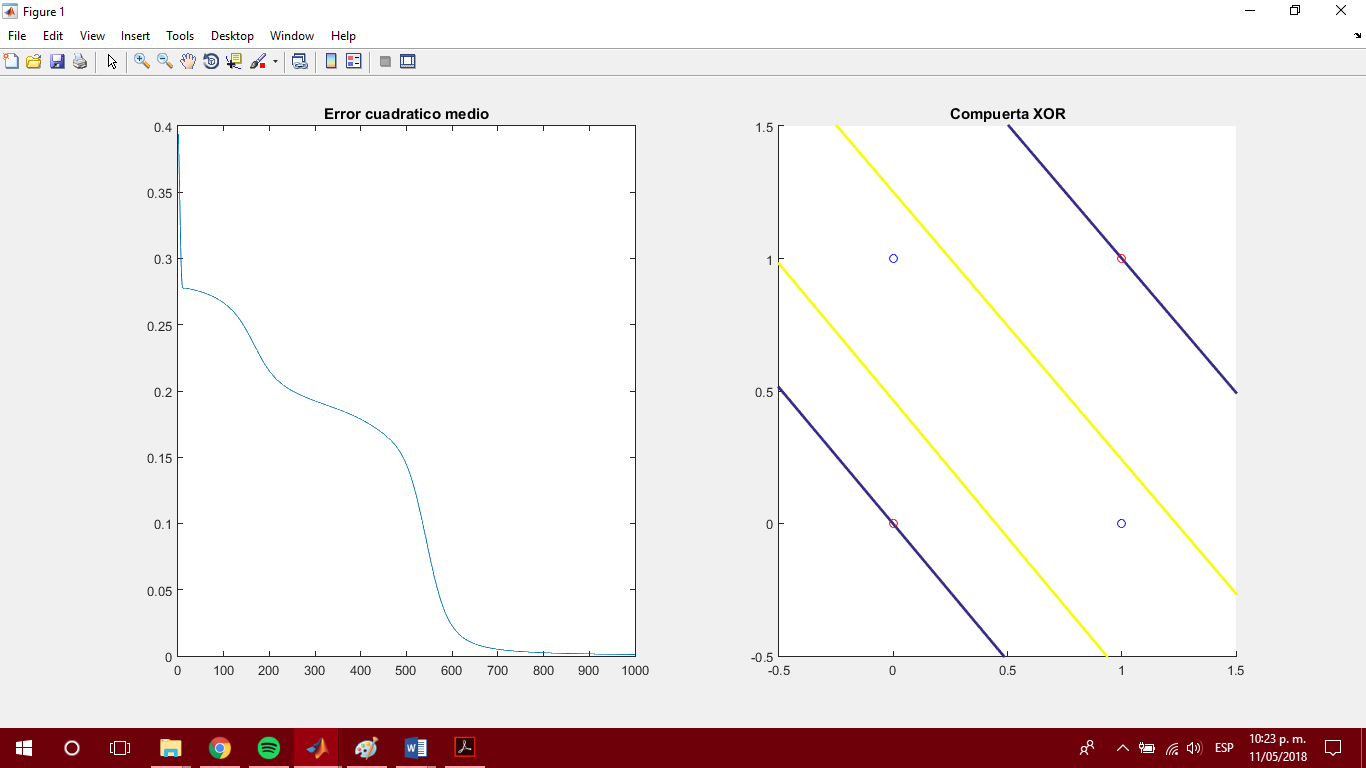 Figure 1
File Edit View Insert Tools Desktop Window Help
Error cuadratico medio
0.4
0.35
0.3
0.25
0.2
0.15
0.1
0.05
0
0 100 200 300 400 500 600 700 800 900 1000
Compuerta XOR
1.5
1
0.5
0
-0.5
-0.5 0 0.5 1 1.5
ESP
10:23 p. m.
11/05/2018